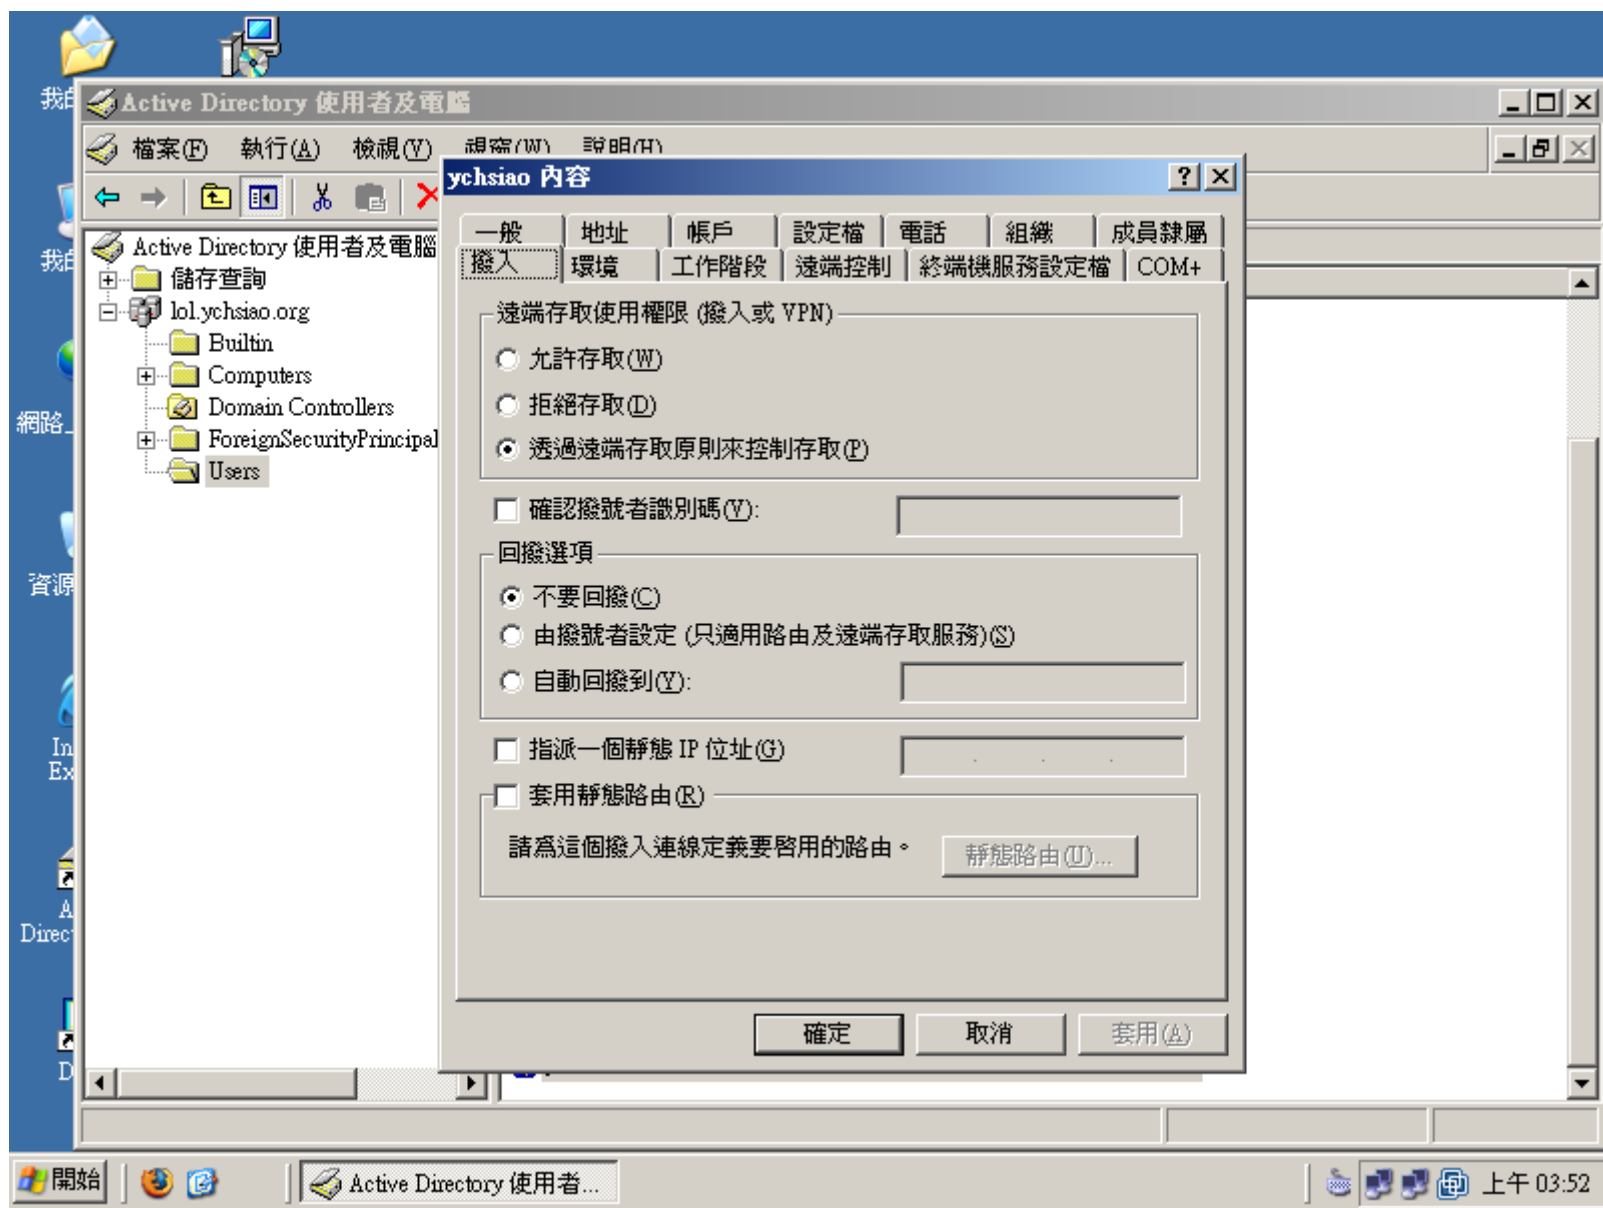 Active Directory 使用者及電腦
檔案(F) 執行(A) 檢視(V) 視窗(W) 說明(H)
ychsiao 內容
一般 地址 帳戶 設定檔 電話 組織 成員隸屬
撥入 環境 工作階段 遠端控制 終端機服務設定檔 COM+
Active Directory 使用者及電腦
儲存查詢
lol.ychsiao.org
Builtin
Computers
Domain Controllers
ForeignSecurityPrincipal
Users
遠端存取使用權限 (撥入或 VPN)
允許存取(W)
拒絕存取(D)
透過遠端存取原則來控制存取(P)
確認撥號者識別碼(V):
回撥選項
不要回撥(C)
由撥號者設定 (只適用路由及遠端存取服務)(S)
自動回撥到(Y):
指派一個靜態 IP 位址(G)
套用靜態路由(R)
請為這個撥入連線定義要啓用的路由。
靜態路由(U)...
確定 取消 套用(A)
網路
資源
In
Ex
Direc
開始
Active Directory 使用者...
上午 03:52